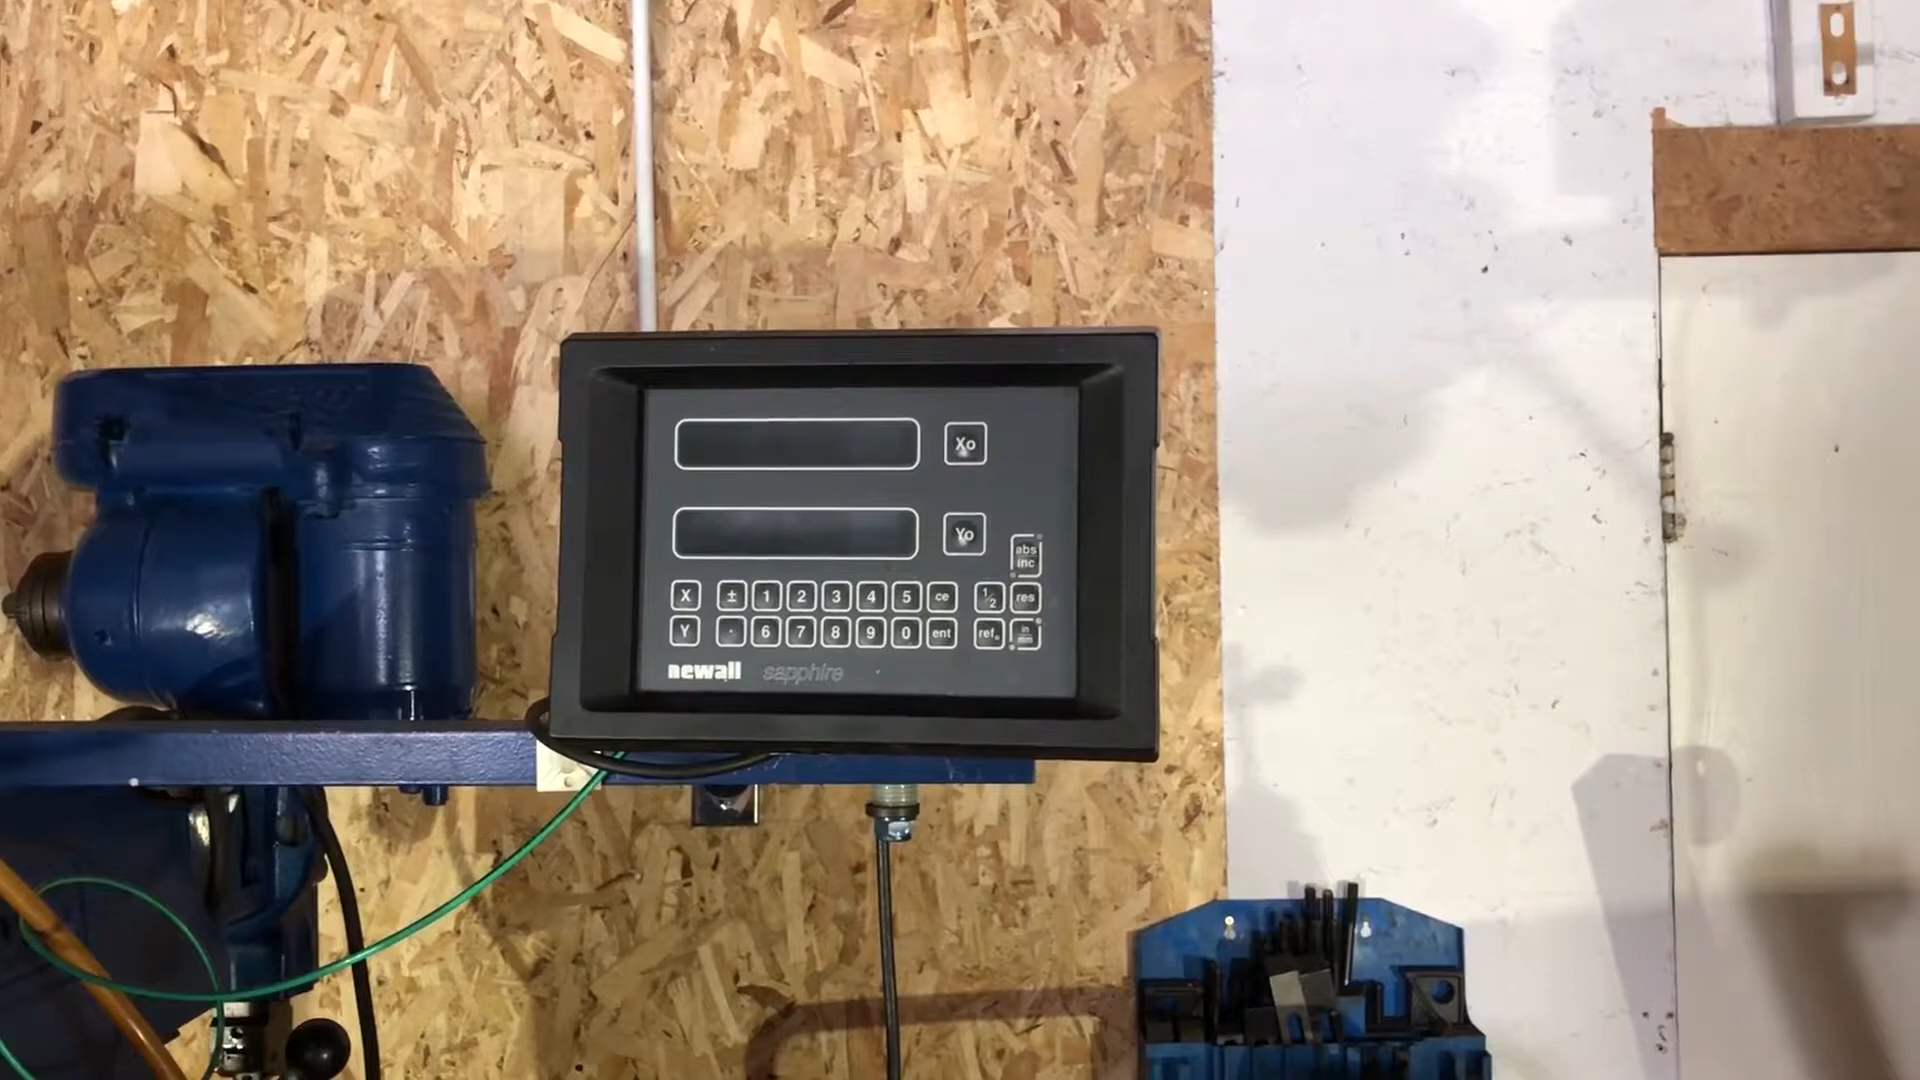 Xo
Yo
abs
inc
X ± 1 2 3 4 5 ce 1/2 res
Y · 6 7 8 9 0 ent ref. in
mm
newall sapphire